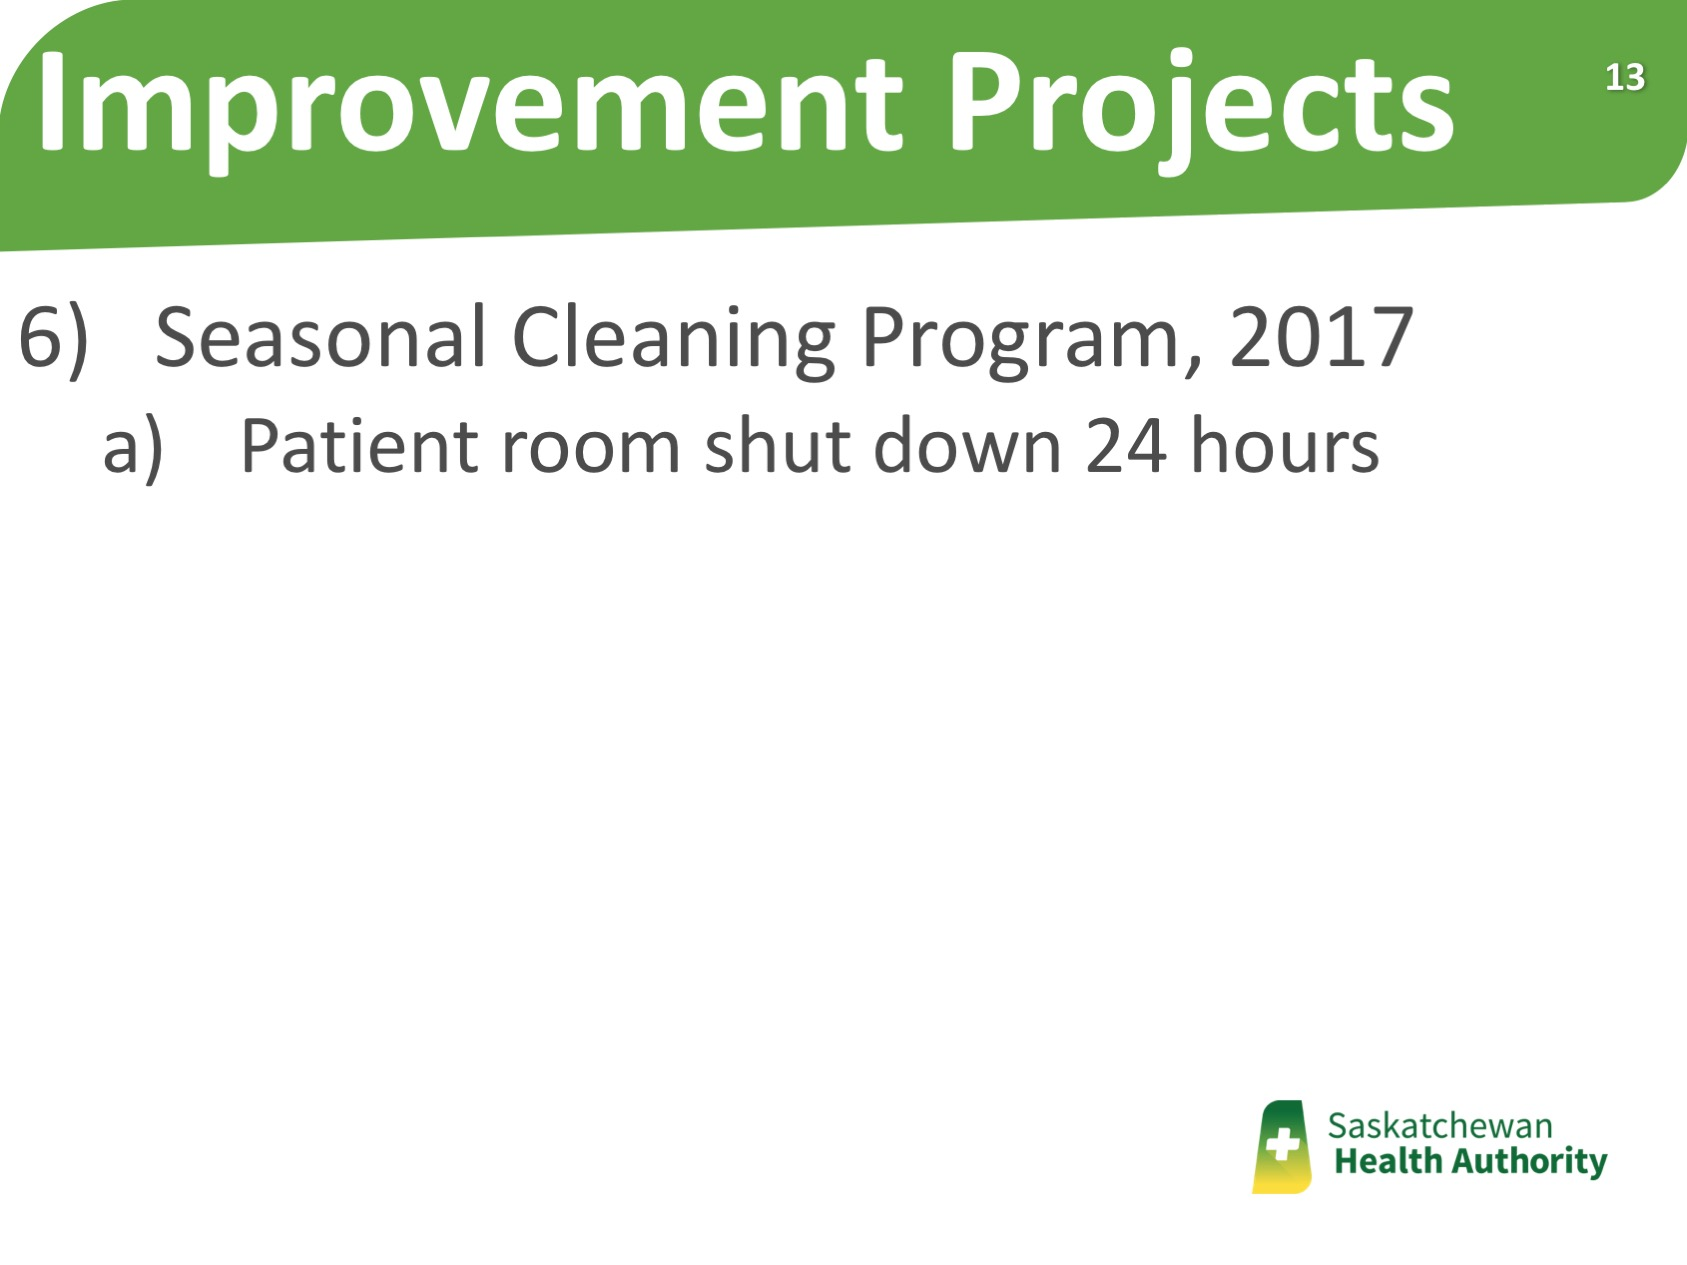 Improvement Projects
13
6) Seasonal Cleaning Program, 2017
a) Patient room shut down 24 hours
Saskatchewan
Health Authority